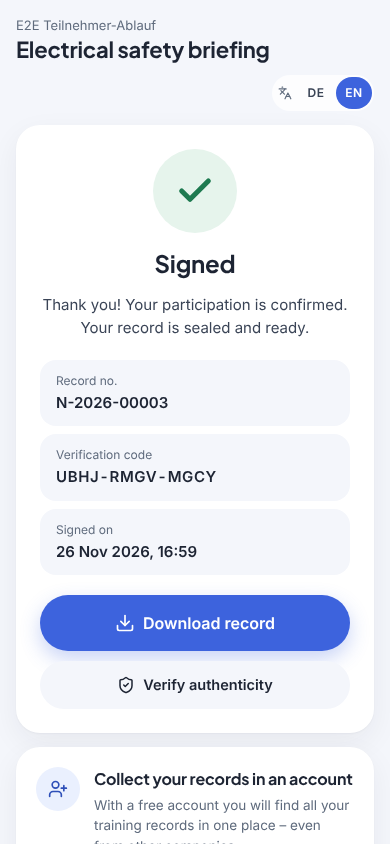 E2E Teilnehmer-Ablauf
Electrical safety briefing
DE EN
Signed
Thank you! Your participation is confirmed.
Your record is sealed and ready.
Record no.
N-2026-00003
Verification code
UBHJ-RMGV-MGCY
Signed on
26 Nov 2026, 16:59
Download record
Verify authenticity
Collect your records in an account
With a free account you will find all your
training records in one place – even